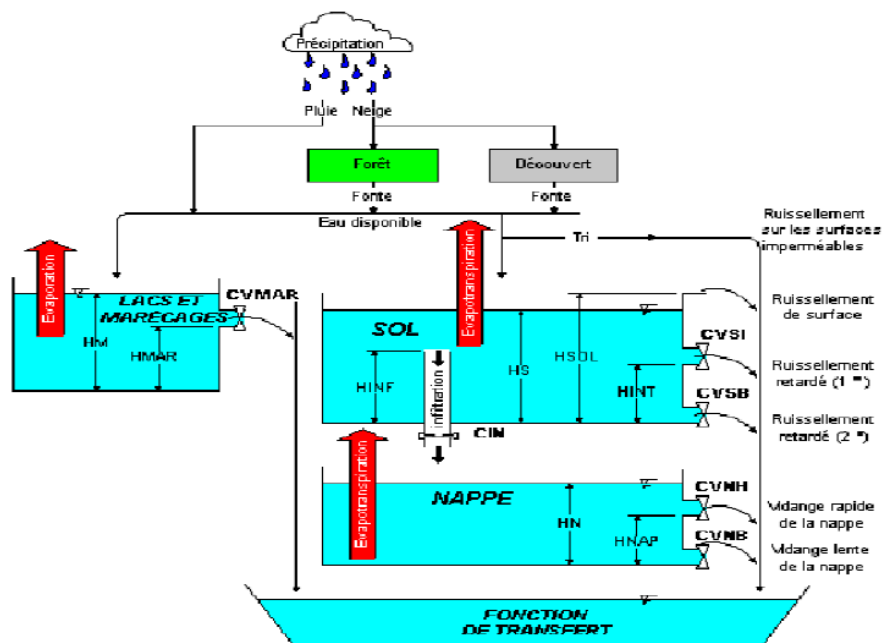 Précipitation
Pluie Neige
Forêt
Découvert
Fonte
Fonte
Eau disponible
Ruissellement
sur les surfaces
imperméables
Tri
Evaporation
Evapotranspiration
CVMAR
LACS ET
MARÉCAGES
HM
HMAR
SOL
Ruissellement
de surface
CVSI
HINF
HS
HSOL
HINT
Ruissellement
retardé (1 °)
CVSB
infiltration
CIN
Ruissellement
retardé (2 °)
Evapotranspiration
NAPPE
CVNH
HN
HNAP
Vidange rapide
de la nappe
CVNB
Vidange lente
de la nappe
FONCTION
DE TRANSFERT